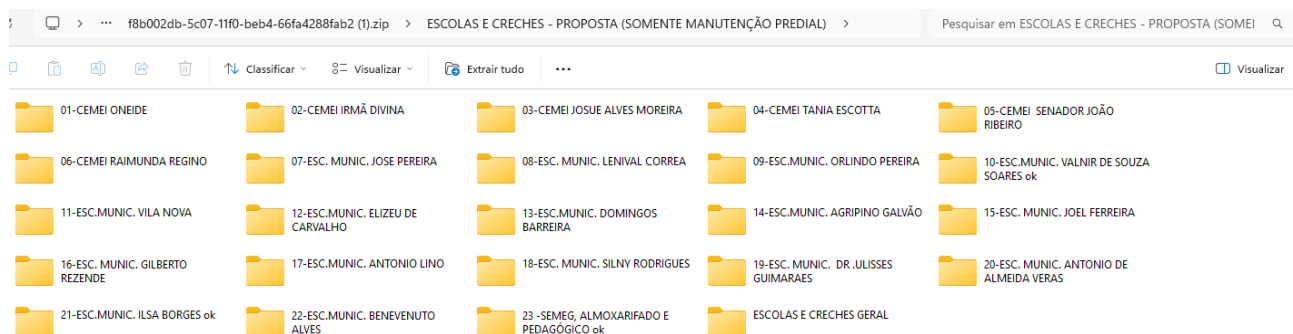 ··· f8b002db-5c07-11f0-beb4-66fa4288fab2 (1).zip > ESCOLAS E CRECHES - PROPOSTA (SOMENTE MANUTENÇÃO PREDIAL) > Pesquisar em ESCOLAS E CRECHES - PROPOSTA (SOMEI
Classificar Visualizar Extrair tudo ··· Visualizar
01-CEMEI ONEIDE
02-CEMEI IRMÃ DIVINA
03-CEMEI JOSUE ALVES MOREIRA
04-CEMEI TANIA ESCOTTA
05-CEMEI SENADOR JOÃO
RIBEIRO
06-CEMEI RAIMUNDA REGINO
07-ESC. MUNIC. JOSE PEREIRA
08-ESC. MUNIC. LENIVAL CORREA
09-ESC.MUNIC. ORLINDO PEREIRA
10-ESC.MUNIC. VALNIR DE SOUZA
SOARES ok
11-ESC.MUNIC. VILA NOVA
12-ESC.MUNIC. ELIZEU DE
CARVALHO
13-ESC.MUNIC. DOMINGOS
BARREIRA
14-ESC.MUNIC. AGRIPINO GALVÃO
15-ESC. MUNIC. JOEL FERREIRA
16-ESC. MUNIC. GILBERTO
REZENDE
17-ESC.MUNIC. ANTONIO LINO
18-ESC. MUNIC. SILNY RODRIGUES
19-ESC. MUNIC. DR .ULISSES
GUIMARAES
20-ESC. MUNIC. ANTONIO DE
ALMEIDA VERAS
21-ESC.MUNIC. ILSA BORGES ok
22-ESC.MUNIC. BENEVENUTO
ALVES
23 -SEMEG, ALMOXARIFADO E
PEDAGÓGICO ok
ESCOLAS E CRECHES GERAL